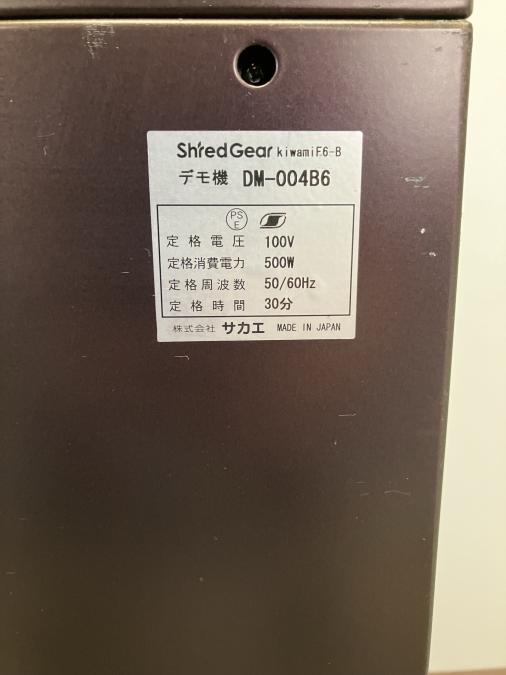 ShredGear kiwami F.6-B
デモ機 DM-004B6
PS E
定格電圧 100V
定格消費電力 500W
定格周波数 50/60Hz
定格時間 30分
株式会社 サカエ MADE IN JAPAN